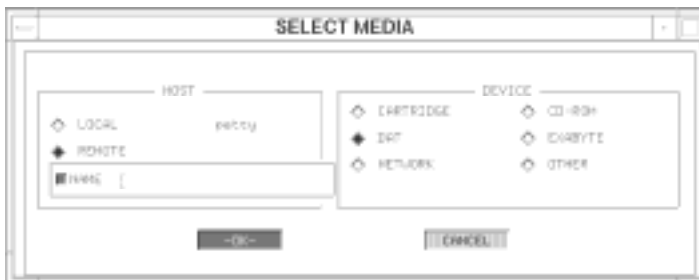 SELECT MEDIA
HOST
LOCAL petty
REMOTE
NAME [
DEVICE
CARTRIDGE CD-ROM
DAT EXABYTE
NETWORK OTHER
-OK- CANCEL